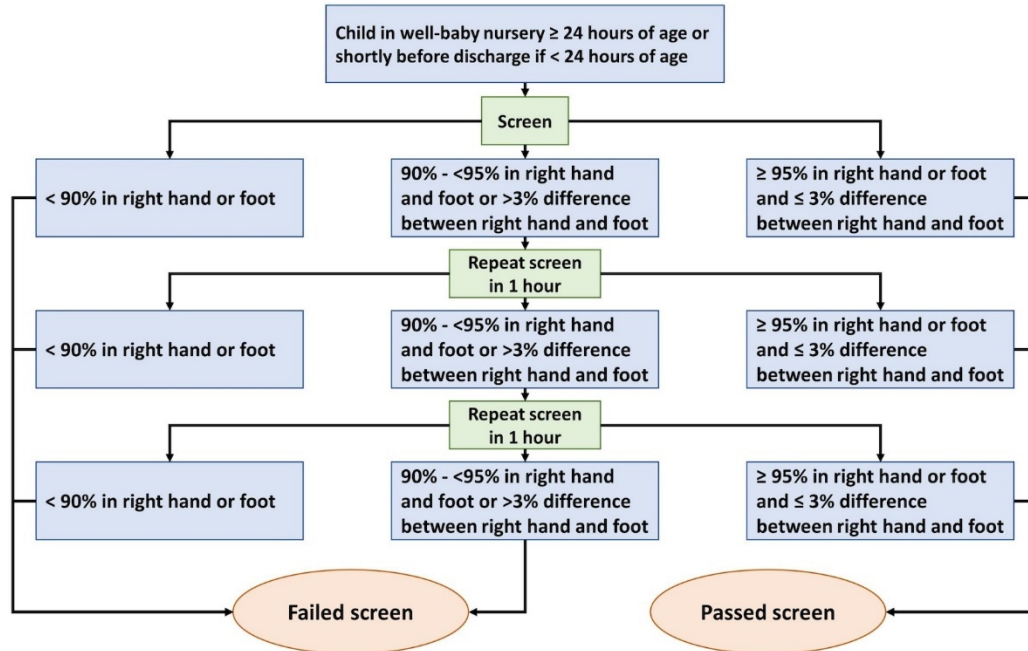 Child in well-baby nursery ≥ 24 hours of age or
shortly before discharge if < 24 hours of age
Screen
< 90% in right hand or foot
90% - <95% in right hand
and foot or >3% difference
between right hand and foot
≥ 95% in right hand or foot
and ≤ 3% difference
between right hand and foot
Repeat screen
in 1 hour
< 90% in right hand or foot
90% - <95% in right hand
and foot or >3% difference
between right hand and foot
≥ 95% in right hand or foot
and ≤ 3% difference
between right hand and foot
Repeat screen
in 1 hour
< 90% in right hand or foot
90% - <95% in right hand
and foot or >3% difference
between right hand and foot
≥ 95% in right hand or foot
and ≤ 3% difference
between right hand and foot
Failed screen
Passed screen